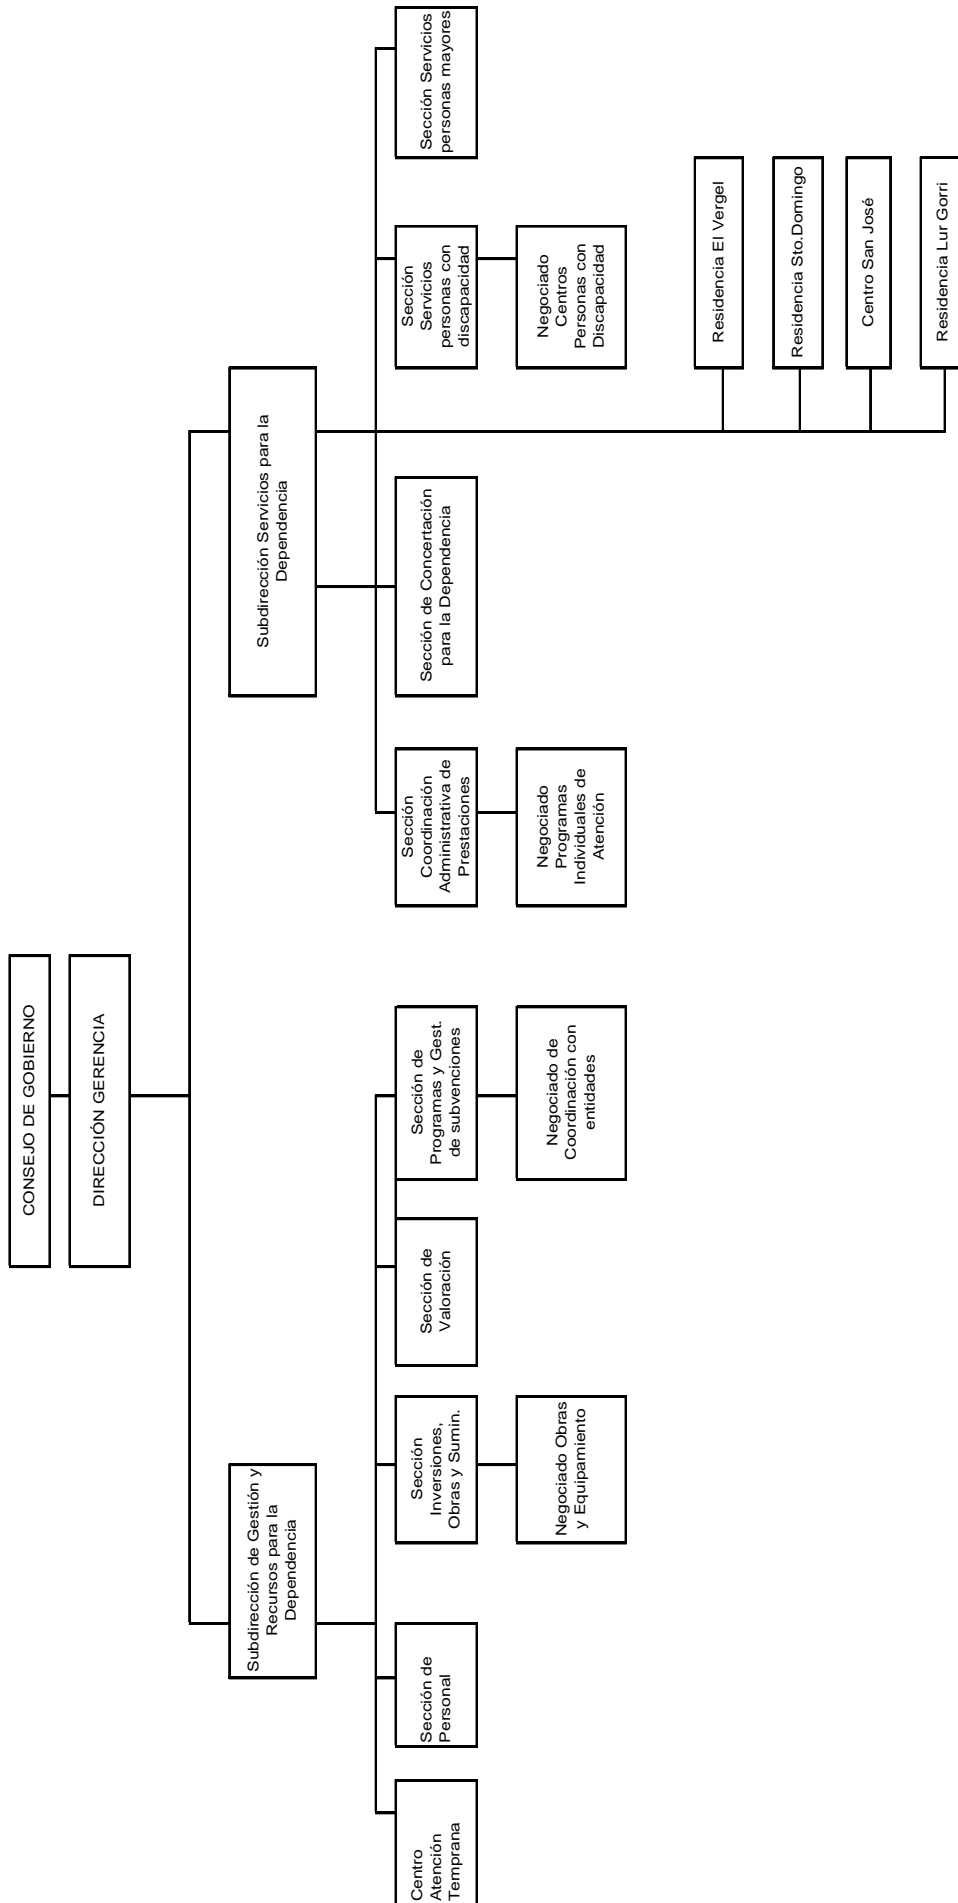 CONSEJO DE GOBIERNO
DIRECCIÓN GERENCIA
Subdirección de Gestión y
Recursos para la
Dependencia
Subdirección Servicios para la
Dependencia
Centro
Atención
Temprana
Sección de
Personal
Sección
Inversiones,
Obras y Sumin.
Sección de
Valoración
Sección de
Programas y Gest.
de subvenciones
Sección
Coordinación
Administrativa de
Prestaciones
Sección de Concertación
para la Dependencia
Sección
Servicios
personas con
discapacidad
Sección Servicios
personas mayores
Negociado Obras
y Equipamiento
Negociado de
Coordinación con
entidades
Negociado
Programas
Individuales de
Atención
Negociado
Centros
Personas con
Discapacidad
Residencia El Vergel
Residencia Sto.Domingo
Centro San José
Residencia Lur Gorri